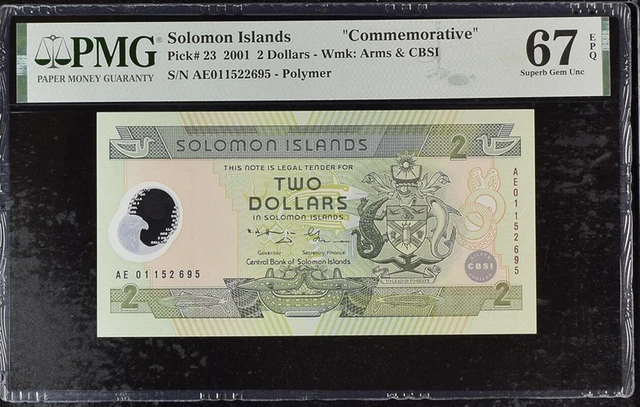 PMG
PAPER MONEY GUARANTY
Solomon Islands "Commemorative"
Pick# 23 2001 2 Dollars - Wmk: Arms & CBSI
S/N AE011522695 - Polymer
67 EPQ
Superb Gem Unc
SOLOMON ISLANDS
2
THIS NOTE IS LEGAL TENDER FOR
TWO
DOLLARS
IN SOLOMON ISLANDS
Governor Secretary, Finance
Central Bank of Solomon Islands
AE 01152695
AE01152695
CBSI
2
2